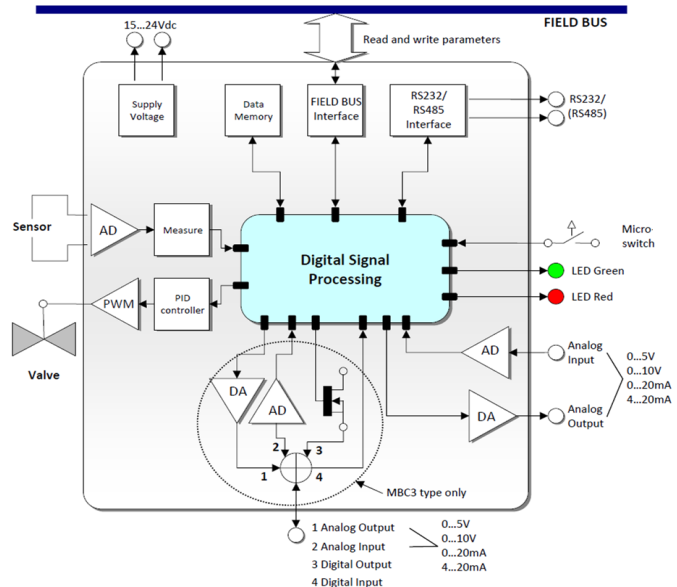 FIELD BUS
15...24Vdc
Read and write parameters
Supply
Voltage
Data
Memory
FIELD BUS
Interface
RS232/
RS485
Interface
RS232/
(RS485)
Sensor
AD
Measure
Digital Signal
Processing
Micro-
switch
LED Green
LED Red
PWM
PID
controller
Valve
DA
AD
AD
Analog
Input
0...5V
0...10V
0...20mA
4...20mA
DA
Analog
Output
2
3
1
4
MBC3 type only
1 Analog Output
2 Analog Input
3 Digital Output
4 Digital Input
0...5V
0...10V
0...20mA
4...20mA